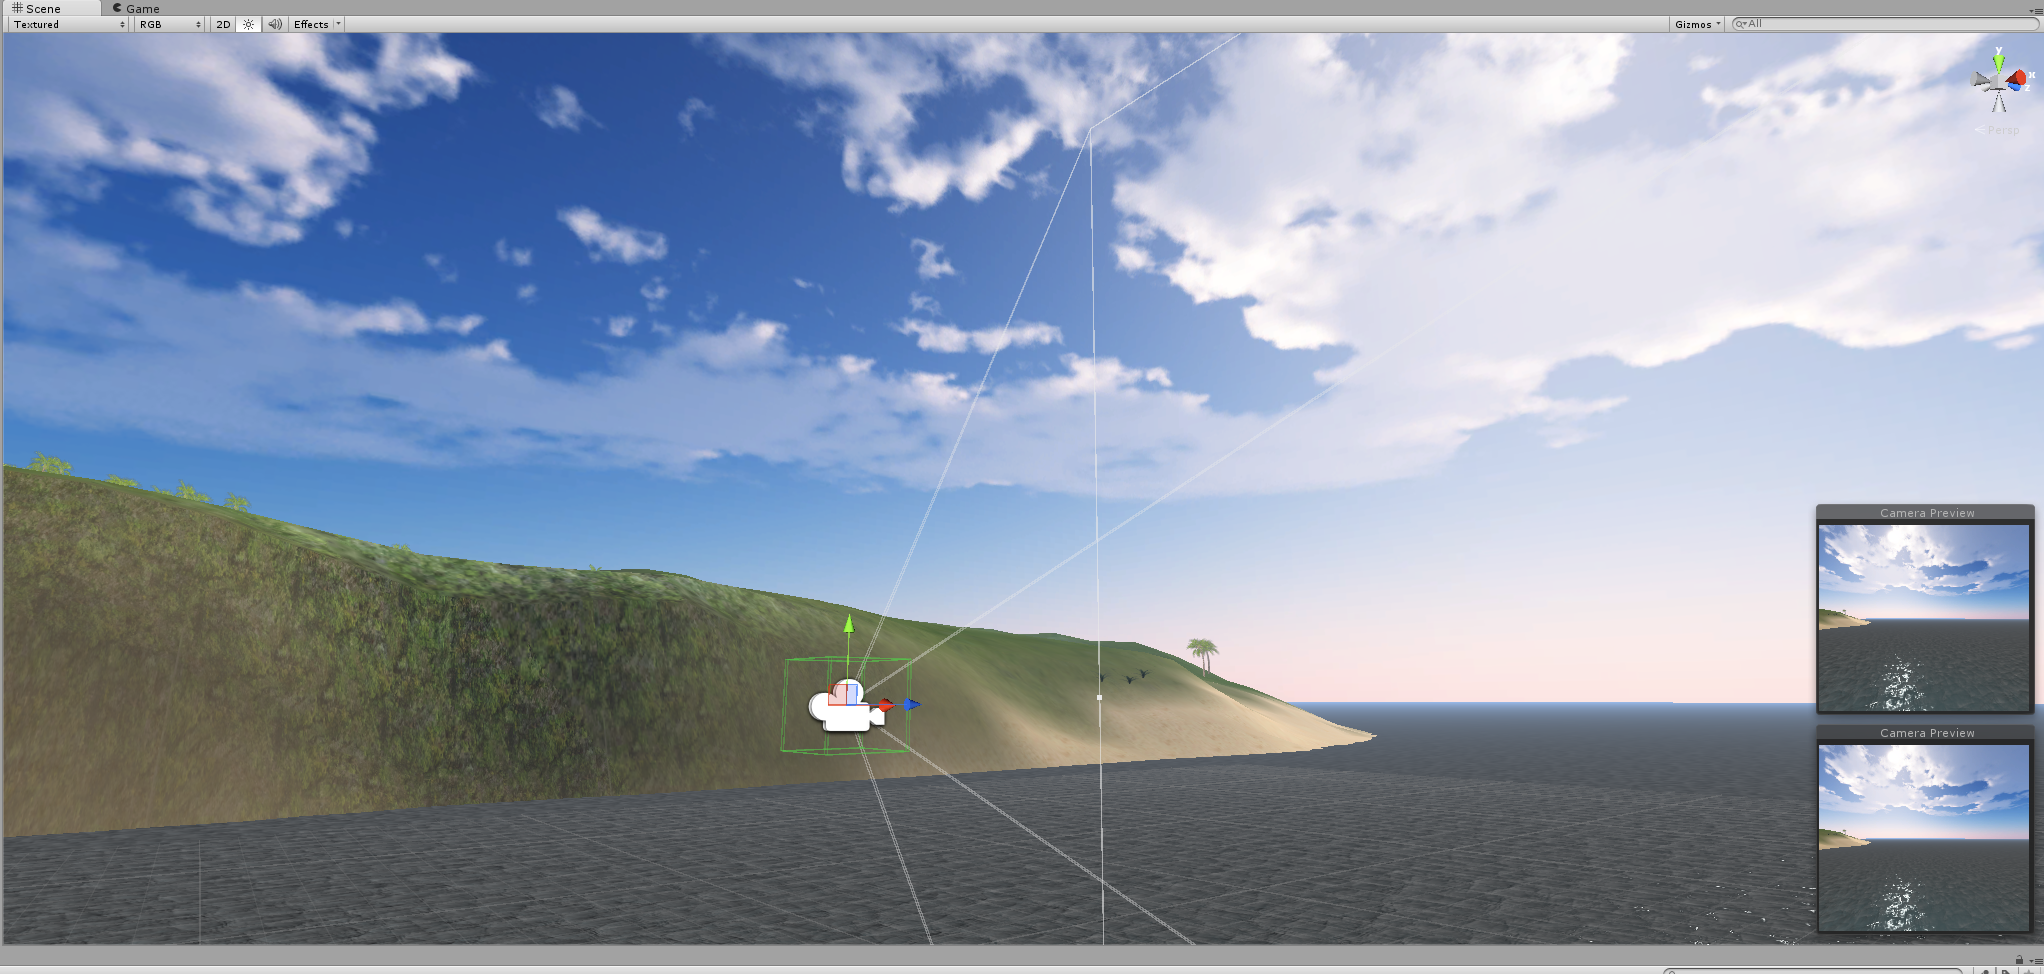 Scene Game
Textured RGB 2D Effects Gizmos All
y
x
z
Persp
Camera Preview
Camera Preview